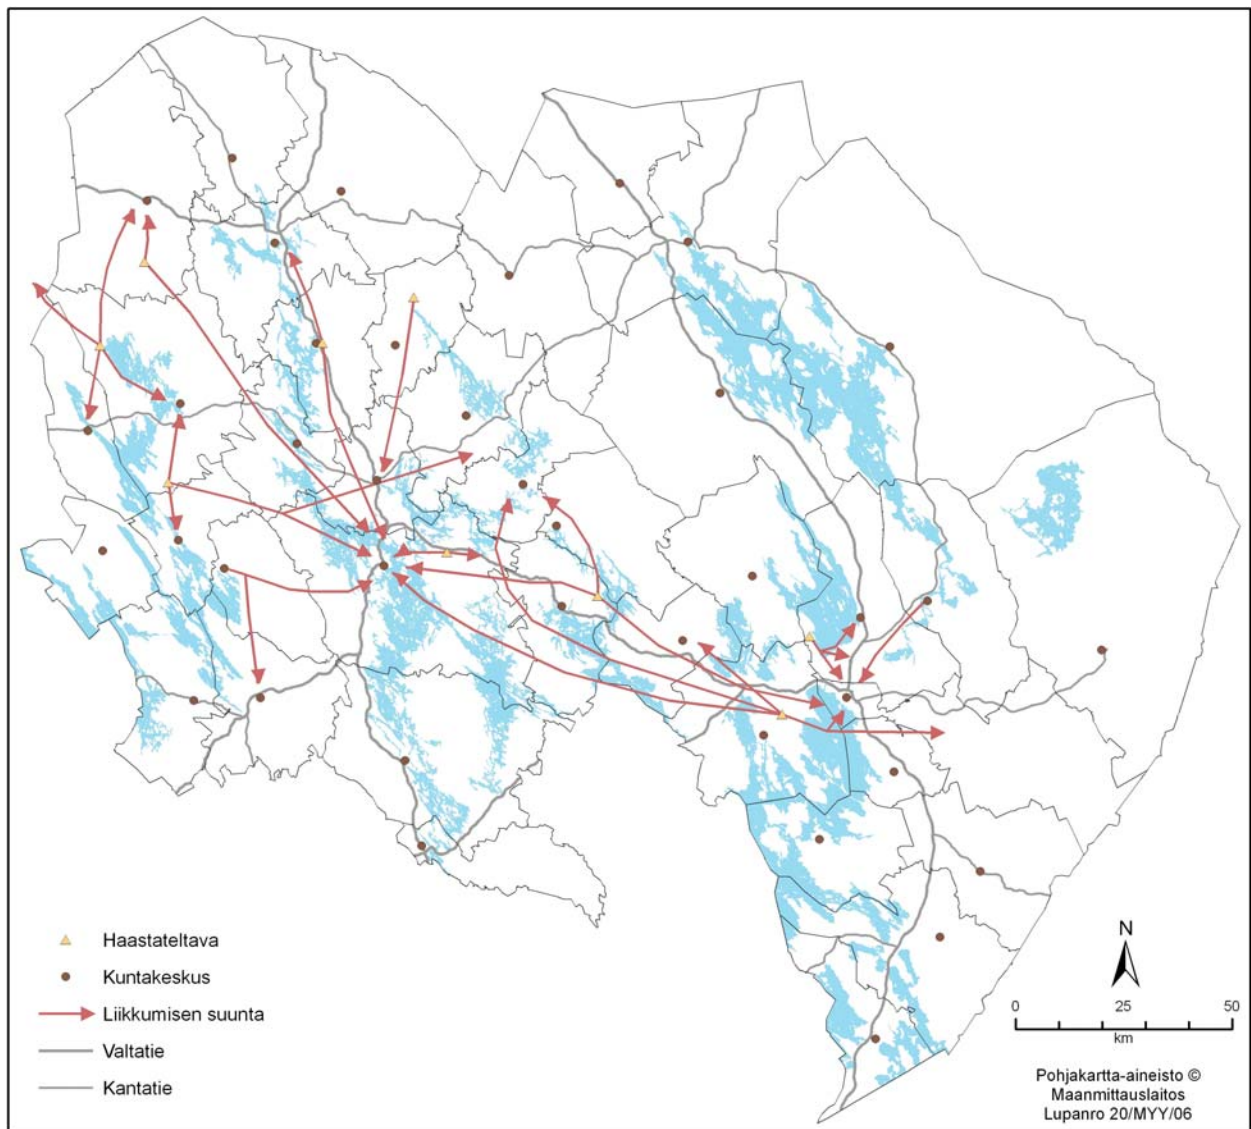 Haastateltava
Kuntakeskus
Liikkumisen suunta
Valtatie
Kantatie
N
0 25 50
km
Pohjakartta-aineisto ©
Maanmittauslaitos
Lupanro 20/MYY/06